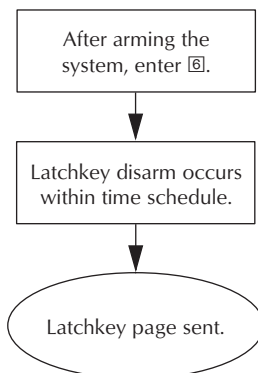 After arming the
system, enter 6.
Latchkey disarm occurs
within time schedule.
Latchkey page sent.